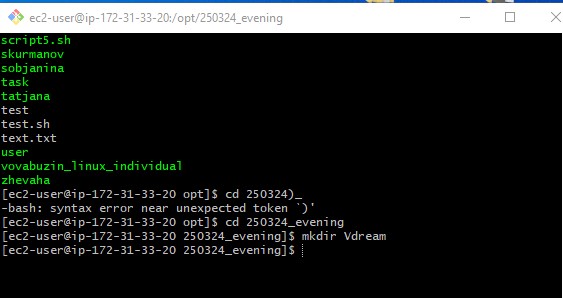 ec2-user@ip-172-31-33-20:/opt/250324_evening
script5.sh
skurmanov
sobjanina
task
tatjana
test
test.sh
text.txt
user
vovabuzin_linux_individual
zhevaha
[ec2-user@ip-172-31-33-20 opt]$ cd 250324)_
-bash: syntax error near unexpected token `)'
[ec2-user@ip-172-31-33-20 opt]$ cd 250324_evening
[ec2-user@ip-172-31-33-20 250324_evening]$ mkdir Vdream
[ec2-user@ip-172-31-33-20 250324_evening]$